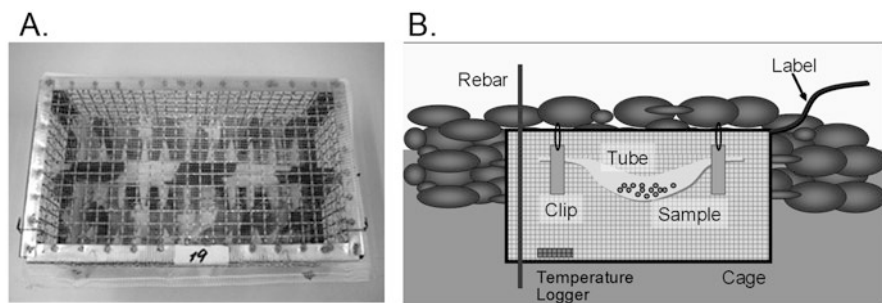 A.
19
B.
Rebar
Label
Tube
Clip
Sample
Temperature
Logger
Cage